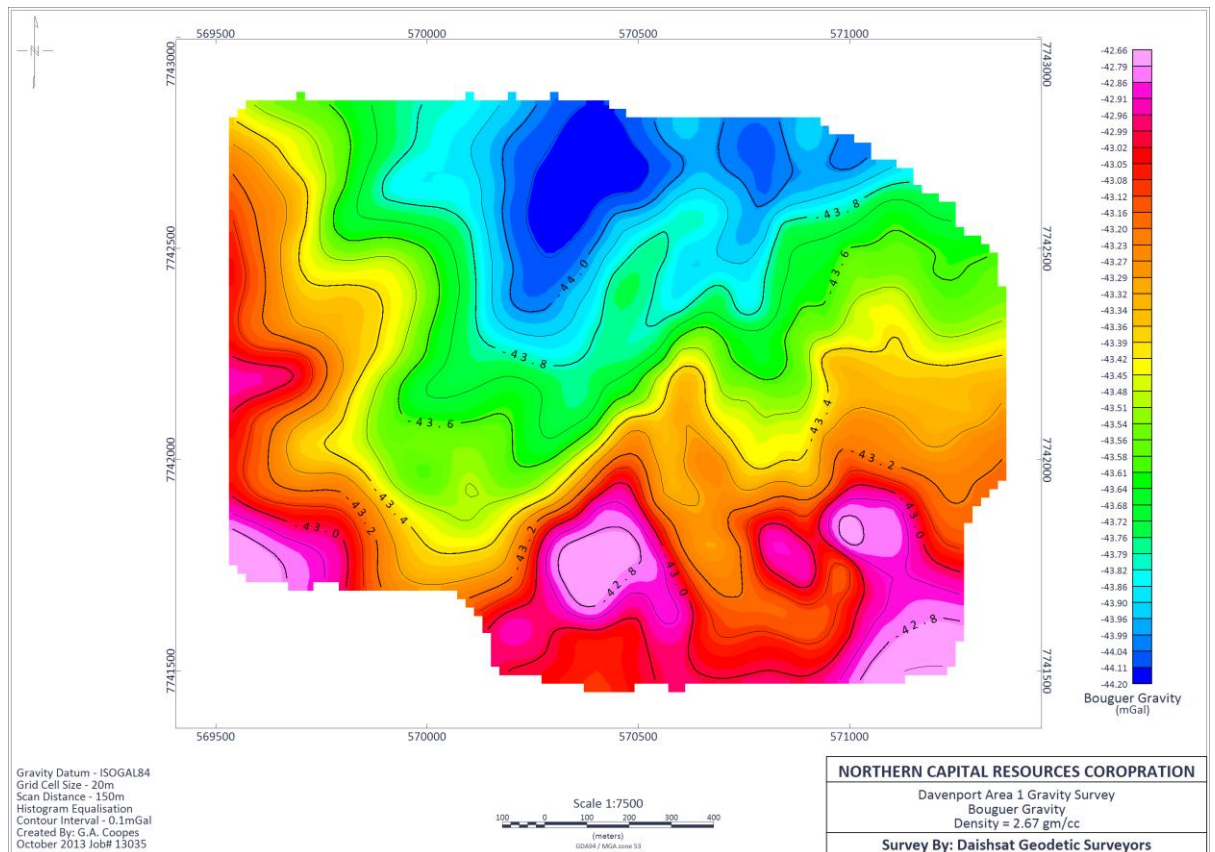 569500 570000 570500 571000
N
7743000 7743000
7742500 7742500
7742000 7742000
7741500 7741500
-44.0
-43.8
-43.8
-43.6
-43.6
-43.4
-43.4
-43.2
-43.2
-43.2
-43.0
-43.0
-43.0
-42.8
-42.8
569500 570000 570500 571000
-42.66
-42.79
-42.86
-42.91
-42.96
-42.99
-43.02
-43.05
-43.08
-43.12
-43.16
-43.20
-43.23
-43.27
-43.29
-43.32
-43.34
-43.36
-43.38
-43.42
-43.45
-43.48
-43.51
-43.56
-43.58
-43.61
-43.64
-43.68
-43.72
-43.75
-43.79
-43.82
-43.86
-43.90
-43.96
-43.99
-44.04
-44.11
-44.20
Bouguer Gravity
(mGal)
Gravity Datum - ISOGAL84
Grid Cell Size - 20m
Scan Distance - 150m
Histogram Equalisation
Contour Interval - 0.1mGal
Created By: G.A. Coopes
October 2013 Job# 13035
Scale 1:7500
100 0 100 200 300 400
(meters)
GDA94 / MGA zone 53
NORTHERN CAPITAL RESOURCES COROPRATION
Davenport Area 1 Gravity Survey
Bouguer Gravity
Density = 2.67 gm/cc
Survey By: Daishsat Geodetic Surveyors